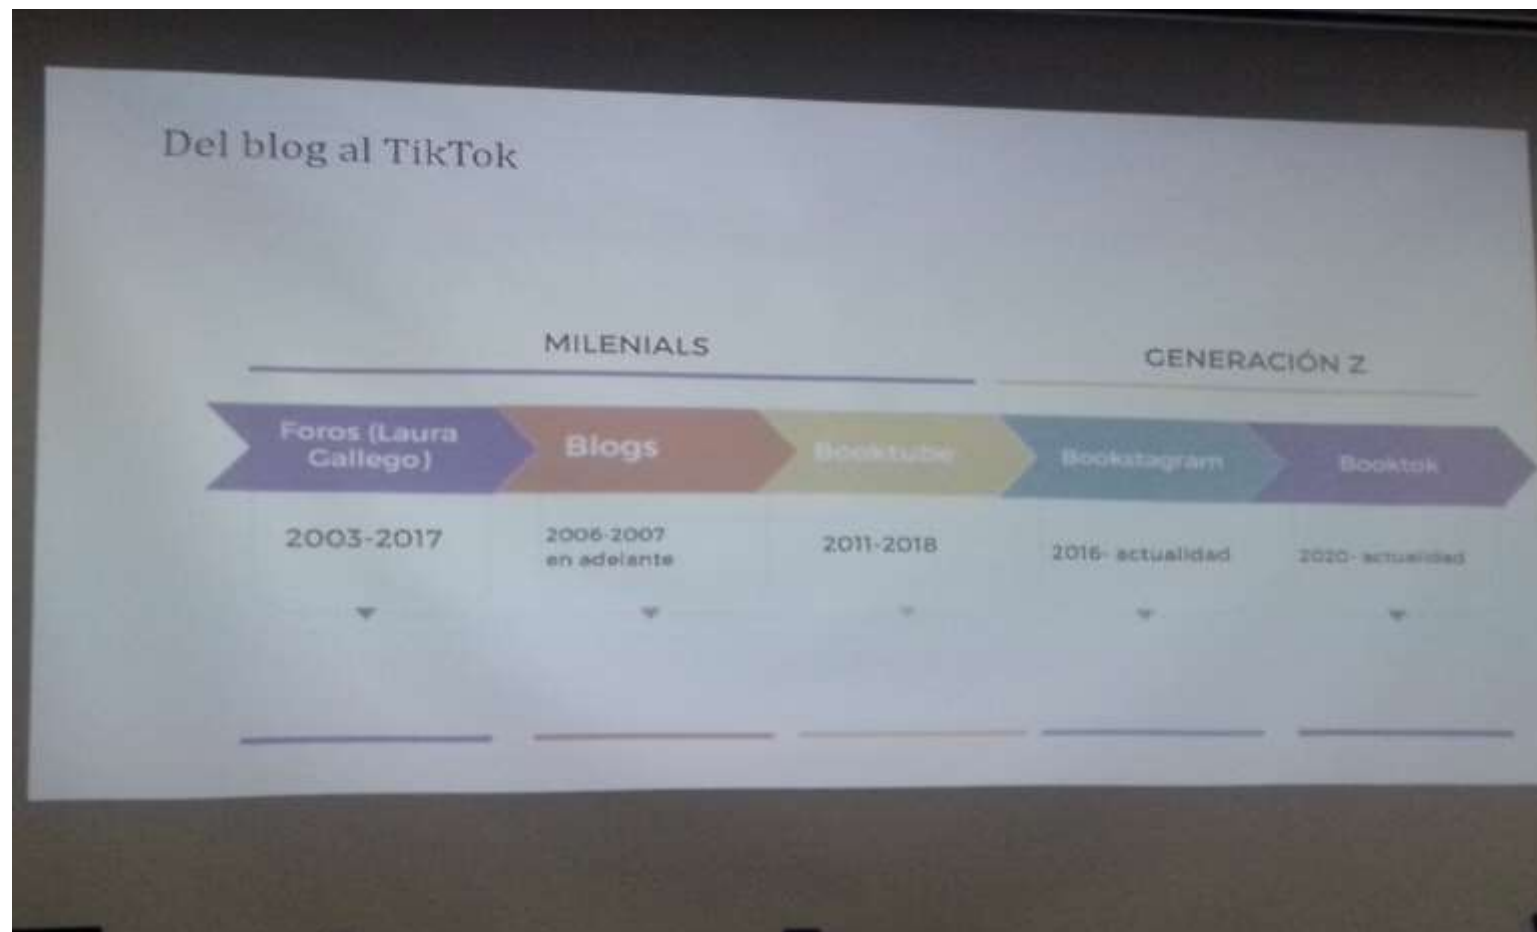 Del blog al TikTok
MILENIALS
GENERACIÓN Z
Foros (Laura
Gallego)
Blogs
Booktube
Bookstagram
Booktok
2003-2017
2006-2007
en adelante
2011-2018
2016- actualidad
2020- actualidad